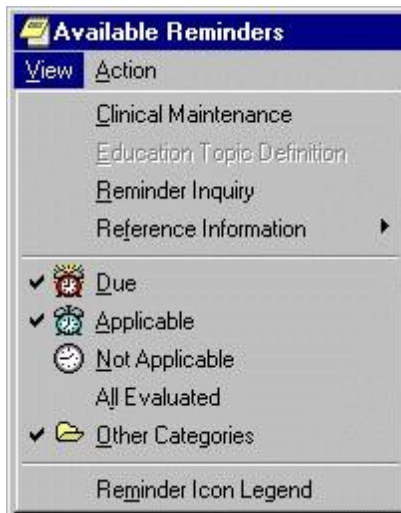 Available Reminders
View Action
Clinical Maintenance
Education Topic Definition
Reminder Inquiry
Reference Information
Due
Applicable
Not Applicable
All Evaluated
Other Categories
Reminder Icon Legend